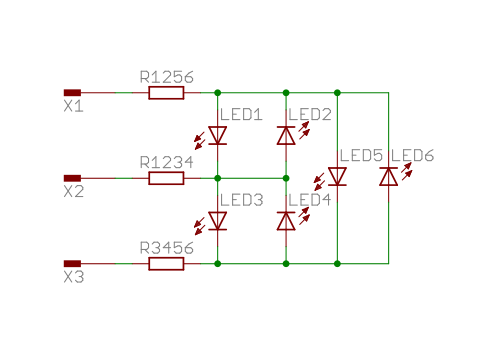 R1256
X1
LED1 LED2
R1234
LED5 LED6
X2
LED3 LED4
R3456
X3